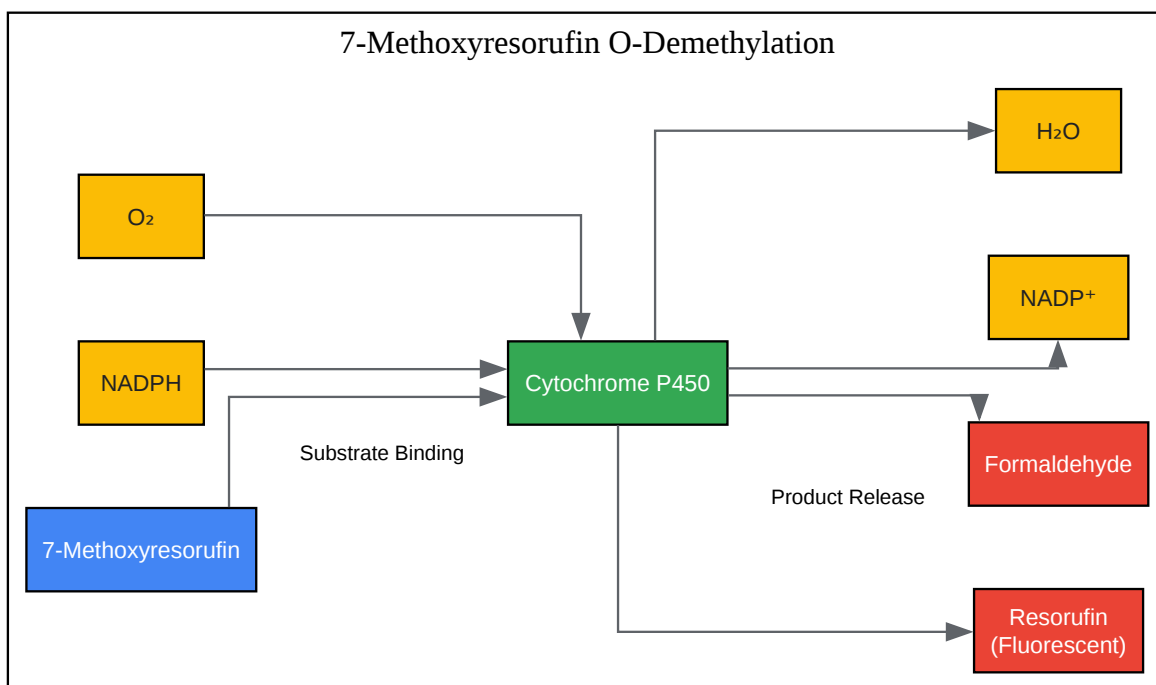 7-Methoxyresorufin O-Demethylation
H₂O
O₂
NADP⁺
NADPH
Cytochrome P450
Substrate Binding
Formaldehyde
Product Release
7-Methoxyresorufin
Resorufin
(Fluorescent)